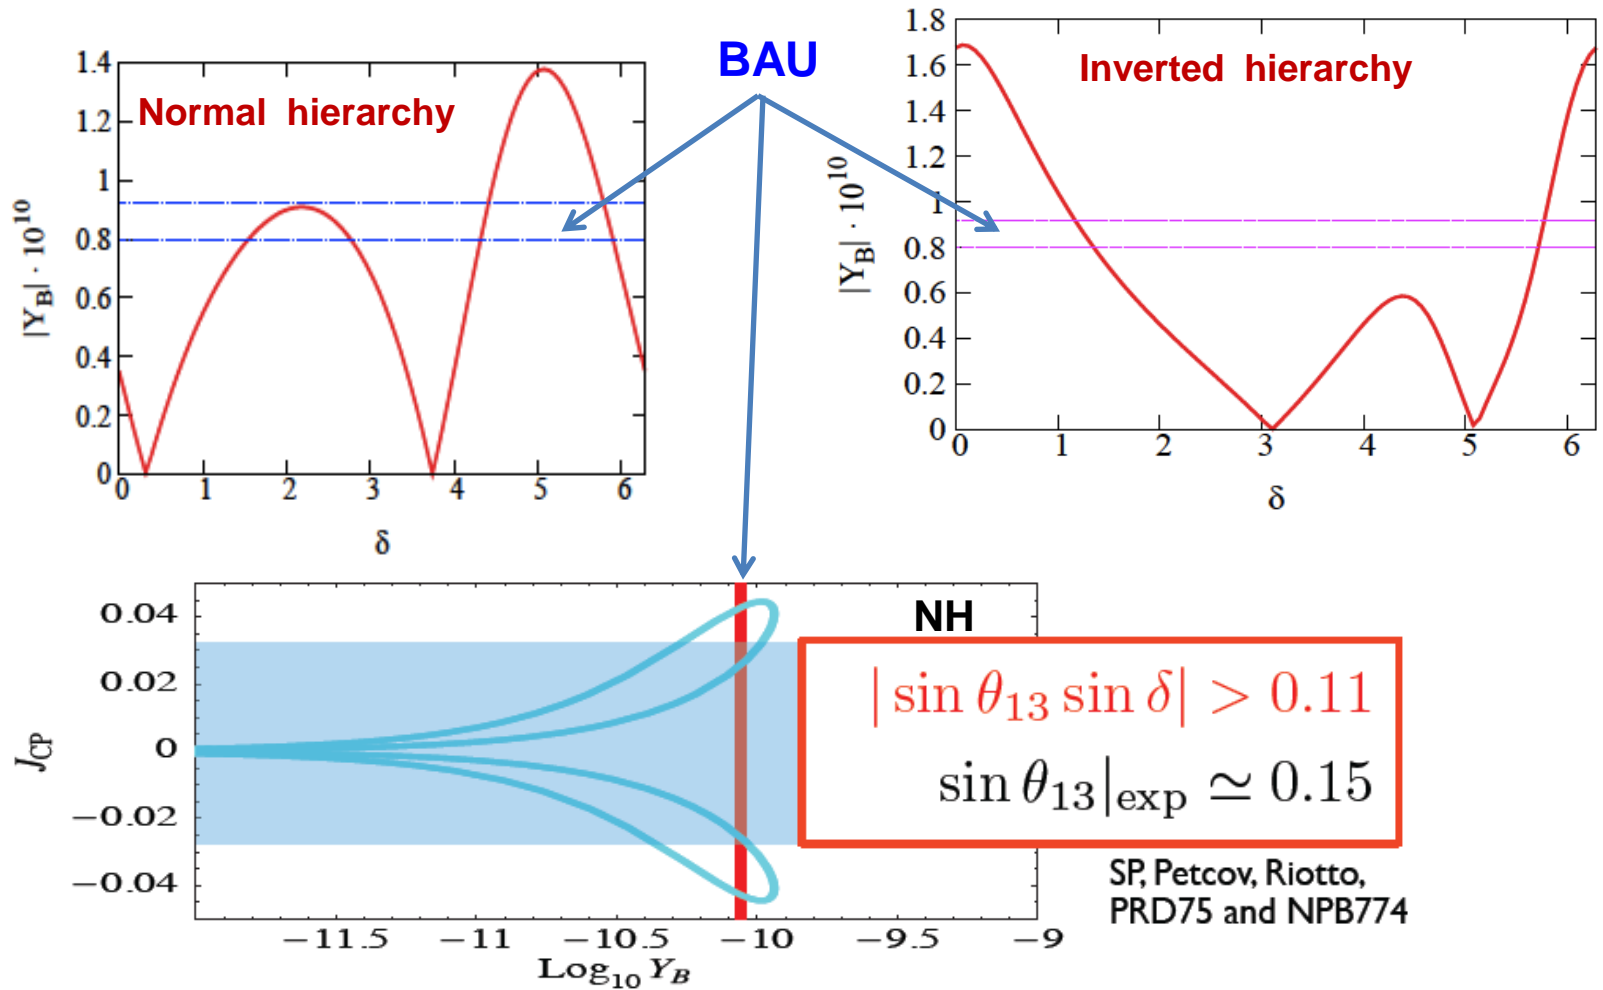 BAU
Normal hierarchy
1.4
12
1
0.8
0.6
0.4
0.2
0
0 1 2 3 4 5 6
δ
|Y_B| · 10^10
Inverted hierarchy
1.8
1.6
1.4
1.2
1
0.8
0.6
0.4
0.2
0
0 1 2 3 4 5 6
δ
|Y_B| · 10^10
NH
0.04
0.02
0
−0.02
−0.04
J_CP
−11.5 −11 −10.5 −10 −9.5 −9
Log_10 Y_B
| sin θ_13 sin δ| > 0.11
sin θ_13|_exp ≃ 0.15
SP, Petcov, Riotto,
PRD75 and NPB774